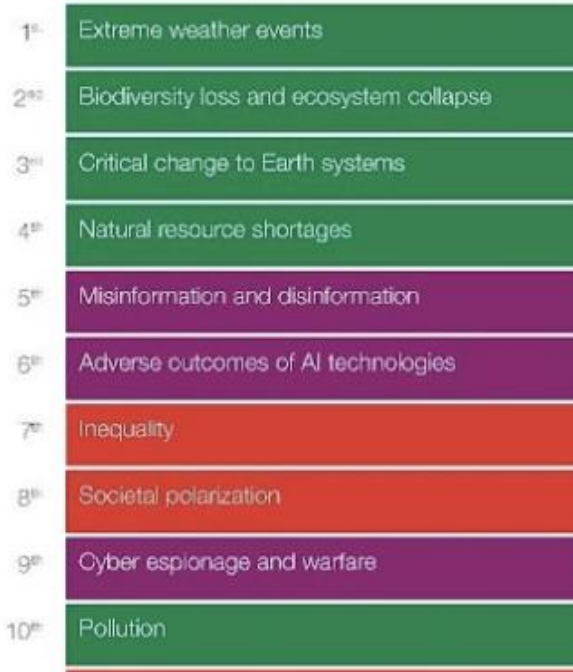 1st Extreme weather events
2nd Biodiversity loss and ecosystem collapse
3rd Critical change to Earth systems
4th Natural resource shortages
5th Misinformation and disinformation
6th Adverse outcomes of AI technologies
7th Inequality
8th Societal polarization
9th Cyber espionage and warfare
10th Pollution